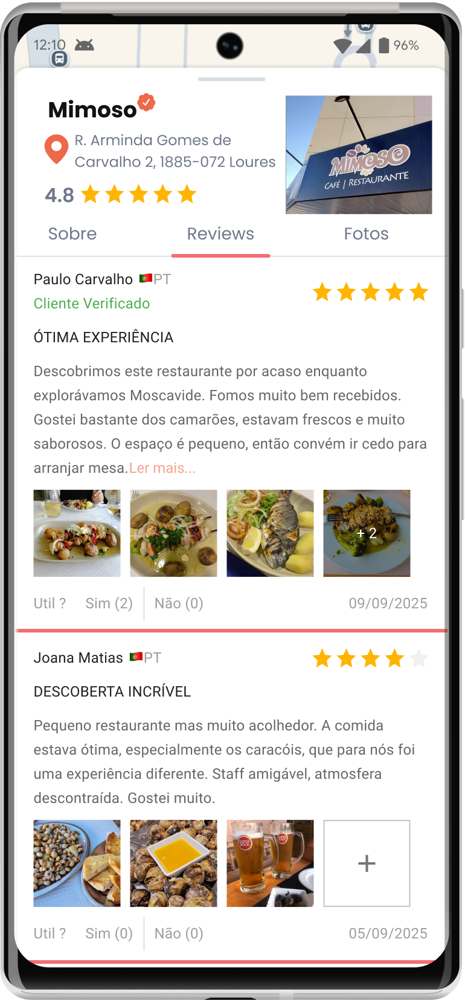 12:10
96%
Mimoso
R. Arminda Gomes de
Carvalho 2, 1885-072 Loures
4.8
MIMOSO
CAFÉ | RESTAURANTE
Sobre Reviews Fotos
Paulo Carvalho 🇵🇹PT
Cliente Verificado
ÓTIMA EXPERIÊNCIA
Descobrimos este restaurante por acaso enquanto
explorávamos Moscavide. Fomos muito bem recebidos.
Gostei bastante dos camarões, estavam frescos e muito
saborosos. O espaço é pequeno, então convém ir cedo para
arranjar mesa.Ler mais...
+ 2
Util ? Sim (2) Não (0) 09/09/2025
Joana Matias 🇵🇹PT
DESCOBERTA INCRÍVEL
Pequeno restaurante mas muito acolhedor. A comida
estava ótima, especialmente os caracóis, que para nós foi
uma experiência diferente. Staff amigável, atmosfera
descontraída. Gostei muito.
SUPER BOCK
SUPER BOCK
+
Util ? Sim (0) Não (0) 05/09/2025